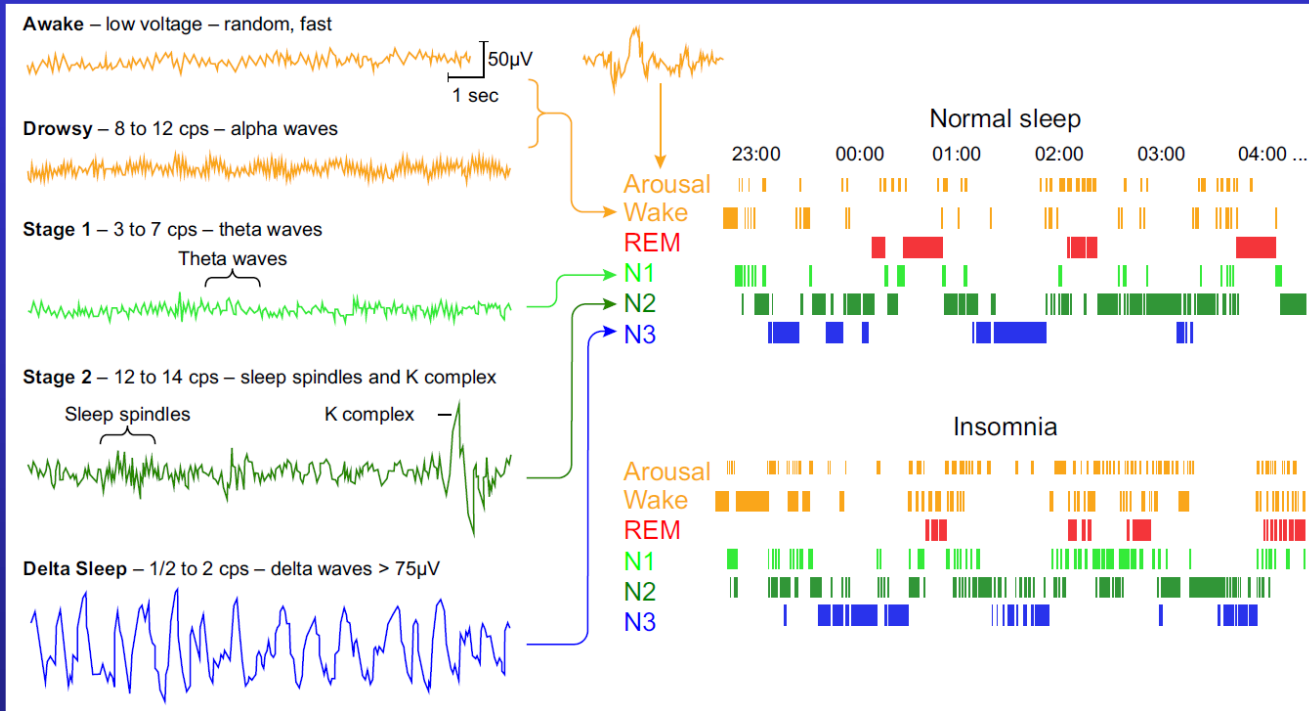 Awake – low voltage – random, fast
50µV
1 sec
Drowsy – 8 to 12 cps – alpha waves
Stage 1 – 3 to 7 cps – theta waves
Theta waves
Stage 2 – 12 to 14 cps – sleep spindles and K complex
Sleep spindles
K complex
Delta Sleep – 1/2 to 2 cps – delta waves > 75µV
Normal sleep
23:00 00:00 01:00 02:00 03:00 04:00 ...
Arousal
Wake
REM
N1
N2
N3
Insomnia
Arousal
Wake
REM
N1
N2
N3